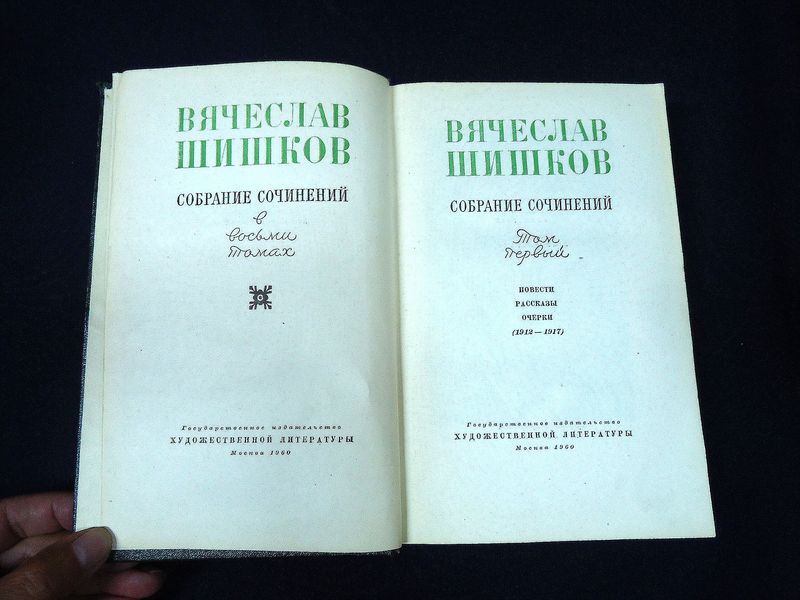 ВЯЧЕСЛАВ
ШИШКОВ
СОБРАНИЕ СОЧИНЕНИЙ
в
восьми
томах
Государственное издательство
ХУДОЖЕСТВЕННОЙ ЛИТЕРАТУРЫ
Москва 1960
ВЯЧЕСЛАВ
ШИШКОВ
СОБРАНИЕ СОЧИНЕНИЙ
Том
первый
ПОВЕСТИ
РАССКАЗЫ
ОЧЕРКИ
(1912—1917)
Государственное издательство
ХУДОЖЕСТВЕННОЙ ЛИТЕРАТУРЫ
Москва 1960